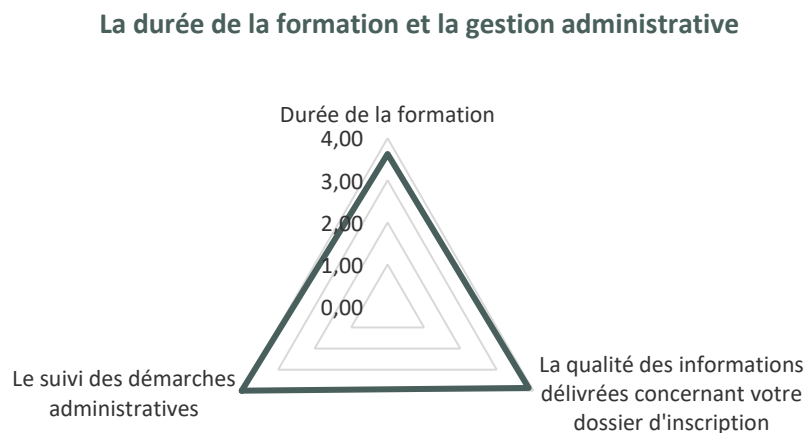 La durée de la formation et la gestion administrative
Durée de la formation
4,00
3,00
2,00
1,00
0,00
Le suivi des démarches
administratives
La qualité des informations
délivrées concernant votre
dossier d'inscription